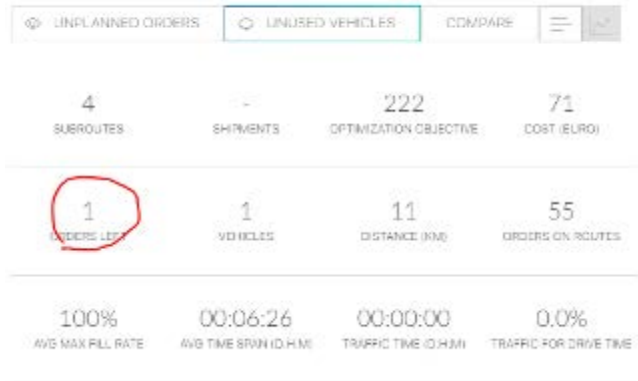 UNPLANNED ORDERS UNUSED VEHICLES COMPARE
4 - 222 71
SUBROUTES SHIPMENTS OPTIMIZATION OBJECTIVE COST (EURO)
1 1 11 55
ORDERS LEFT VEHICLES DISTANCE (KM) ORDERS ON ROUTES
100% 00:06:26 00:00:00 0.0%
AVG MAX FILL RATE AVG TIME SPAN (D.H.M) TRAFFIC TIME (D.H.M) TRAFFIC FOR DRIVE TIME